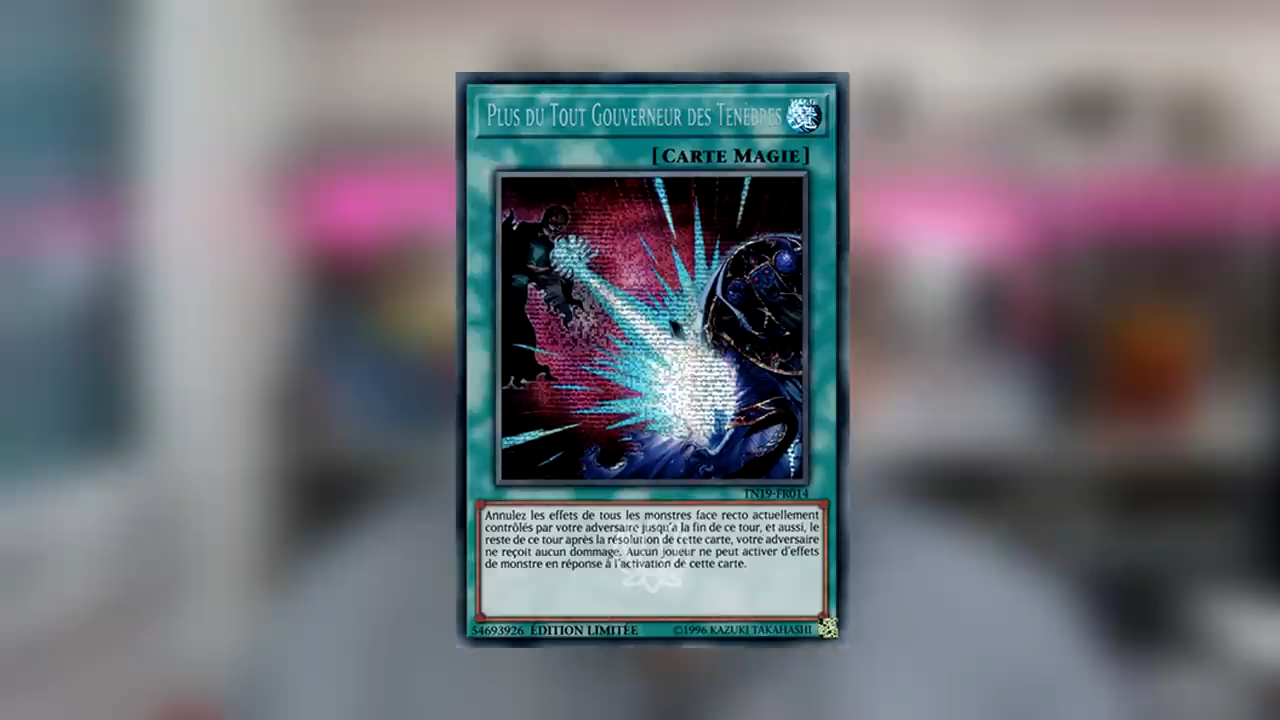 PLUS DU TOUT GOUVERNEUR DES TENÈBRES
[CARTE MAGIE]
TN19-FR014
Annulez les effets de tous les monstres face recto actuellement
contrôlés par votre adversaire jusqu'à la fin de ce tour, et aussi, le
reste de ce tour après la résolution de cette carte, votre adversaire
ne reçoit aucun dommage. Aucun joueur ne peut activer d'effets
de monstre en réponse à l'activation de cette carte.
54693926 ÉDITION LIMITÉE ©1996 KAZUKI TAKAHASHI